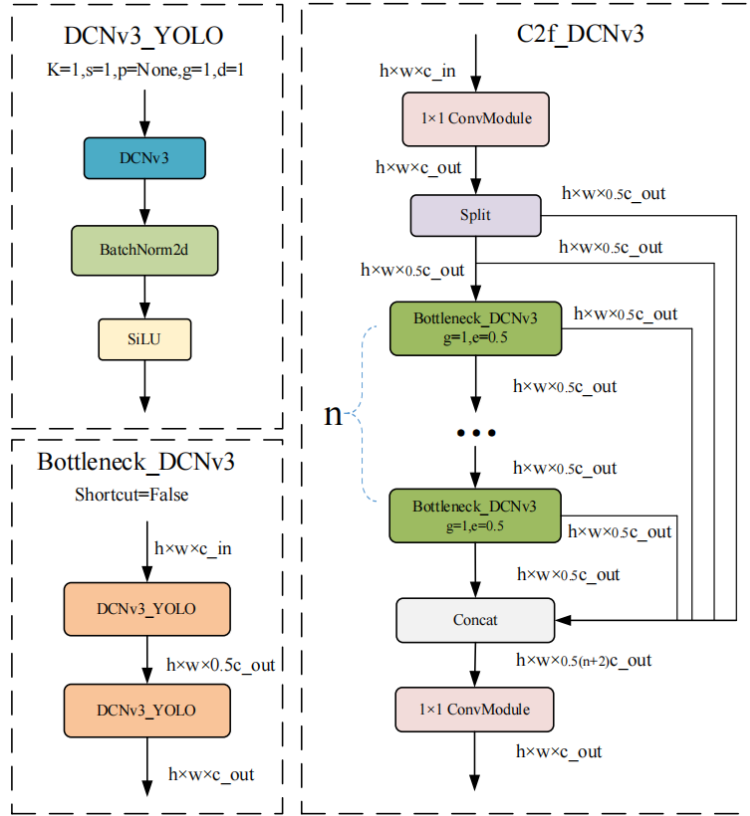 DCNv3_YOLO
K=1,s=1,p=None,g=1,d=1
DCNv3
BatchNorm2d
SiLU
Bottleneck_DCNv3
Shortcut=False
h×w×c_in
DCNv3_YOLO
h×w×0.5c_out
DCNv3_YOLO
h×w×c_out
C2f_DCNv3
h×w×c_in
1×1 ConvModule
h×w×c_out
Split
h×w×0.5c_out
h×w×0.5c_out
h×w×0.5c_out
Bottleneck_DCNv3
g=1,e=0.5
h×w×0.5c_out
h×w×0.5c_out
n
•••
h×w×0.5c_out
Bottleneck_DCNv3
g=1,e=0.5
h×w×0.5c_out
h×w×0.5c_out
Concat
h×w×0.5(n+2)c_out
1×1 ConvModule
h×w×c_out